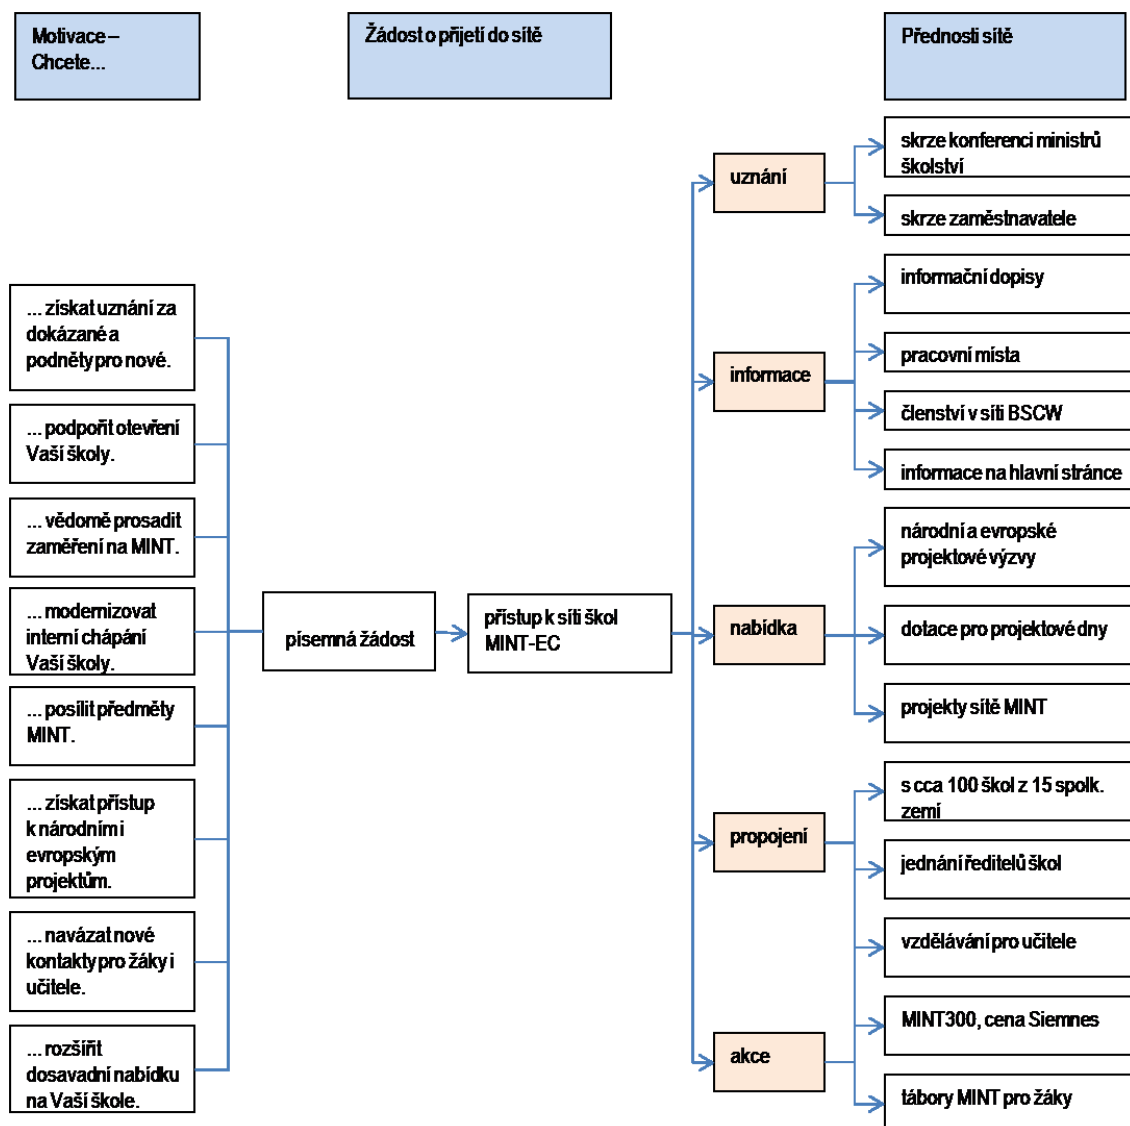 Motivace –
Chcete...
Žádost o přijetí do sítě
Přednosti sítě
... získat uznání za
dokázané a
podněty pro nové.
... podpořit otevření
Vaší školy.
... vědomě prosadit
zaměření na MINT.
... modernizovat
interní chápání
Vaší školy.
... posílit předměty
MINT.
... získat přístup
k národním i
evropským
projektům.
... navázat nové
kontakty pro žáky i
učitele.
... rozšířit
dosavadní nabídku
na Vaší škole.
písemná žádost
přístup k síti škol
MINT-EC
uznání
skrze konferenci ministrů
školství
skrze zaměstnavatele
informace
informační dopisy
pracovní místa
členství v síti BSCW
informace na hlavní stránce
nabídka
národní a evropské
projektové výzvy
dotace pro projektové dny
projekty sítě MINT
propojení
s cca 100 škol z 15 spolk.
zemí
jednání ředitelů škol
vzdělávání pro učitele
akce
MINT300, cena Siemnes
tábory MINT pro žáky